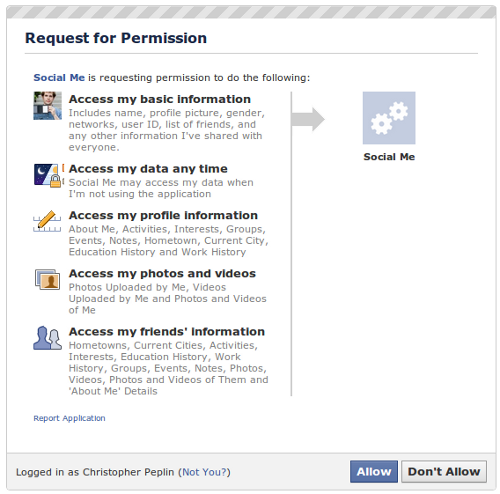 Request for Permission
Social Me is requesting permission to do the following:
Access my basic information
Includes name, profile picture, gender,
networks, user ID, list of friends, and
any other information I've shared with
everyone.
Access my data any time
Social Me may access my data when
I'm not using the application
Access my profile information
About Me, Activities, Interests, Groups,
Events, Notes, Hometown, Current City,
Education History and Work History
Access my photos and videos
Photos Uploaded by Me, Videos
Uploaded by Me and Photos and Videos
of Me
Access my friends' information
Hometowns, Current Cities, Activities,
Interests, Education History, Work
History, Groups, Events, Notes, Photos,
Videos, Photos and Videos of Them and
'About Me' Details
Social Me
Report Application
Logged in as Christopher Peplin (Not You?)
Allow
Don't Allow